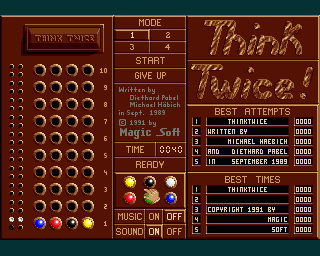 THINK TWICE
10
9
8
7
6
5
4
3
2
1
MODE
1 2
3 4
START
GIVE UP
Written by
Diethard Pabel
Michael Habich
in Sept. 1989
© 1991 by
Magic Soft
TIME 0040
READY
MUSIC ON OFF
SOUND ON OFF
Think
Twice!
BEST ATTEMPTS
1 THINKTWICE 0000
2 WRITTEN BY 0000
3 MICHAEL HABICH 0000
4 AND DIETHARD PABEL 0000
5 IN SEPTEMBER 1989 0000
BEST TIMES
1 THINKTWICE 0000
2 0000
3 COPYRIGHT 1991 BY 0000
4 MAGIC 0000
5 SOFT 0000